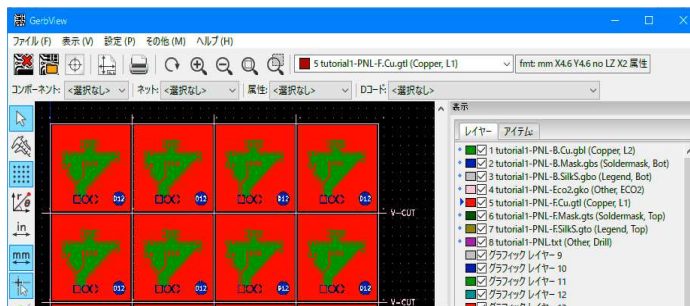 GerbView
ファイル(F) 表示(V) 設定(P) その他(M) ヘルプ(H)
5 tutorial1-PNL-F.Cu.gtl (Copper, L1) fmt: mm X4.6 Y4.6 no LZ X2 属性
コンポーネント: <選択なし> ネット: <選択なし> 属性: <選択なし> Dコード: <選択なし>
表示
レイヤー アイテム:
1 tutorial1-PNL-B.Cu.gbl (Copper, L2)
2 tutorial1-PNL-B.Mask.gbs (Soldermask, Bot)
3 tutorial1-PNL-B.SilkS.gbo (Legend, Bot)
4 tutorial1-PNL-Eco2.gko (Other, ECO2)
5 tutorial1-PNL-F.Cu.gtl (Copper, L1)
6 tutorial1-PNL-F.Mask.gts (Soldermask, Top)
7 tutorial1-PNL-F.SilkS.gto (Legend, Top)
8 tutorial1-PNL.txt (Other, Drill)
グラフィック レイヤー 9
グラフィック レイヤー 10
グラフィック レイヤー 11
グラフィック レイヤー 12
in
mm
D12 D12 D12 D12
V-CUT
D12 D12 D12 D12
V-CUT